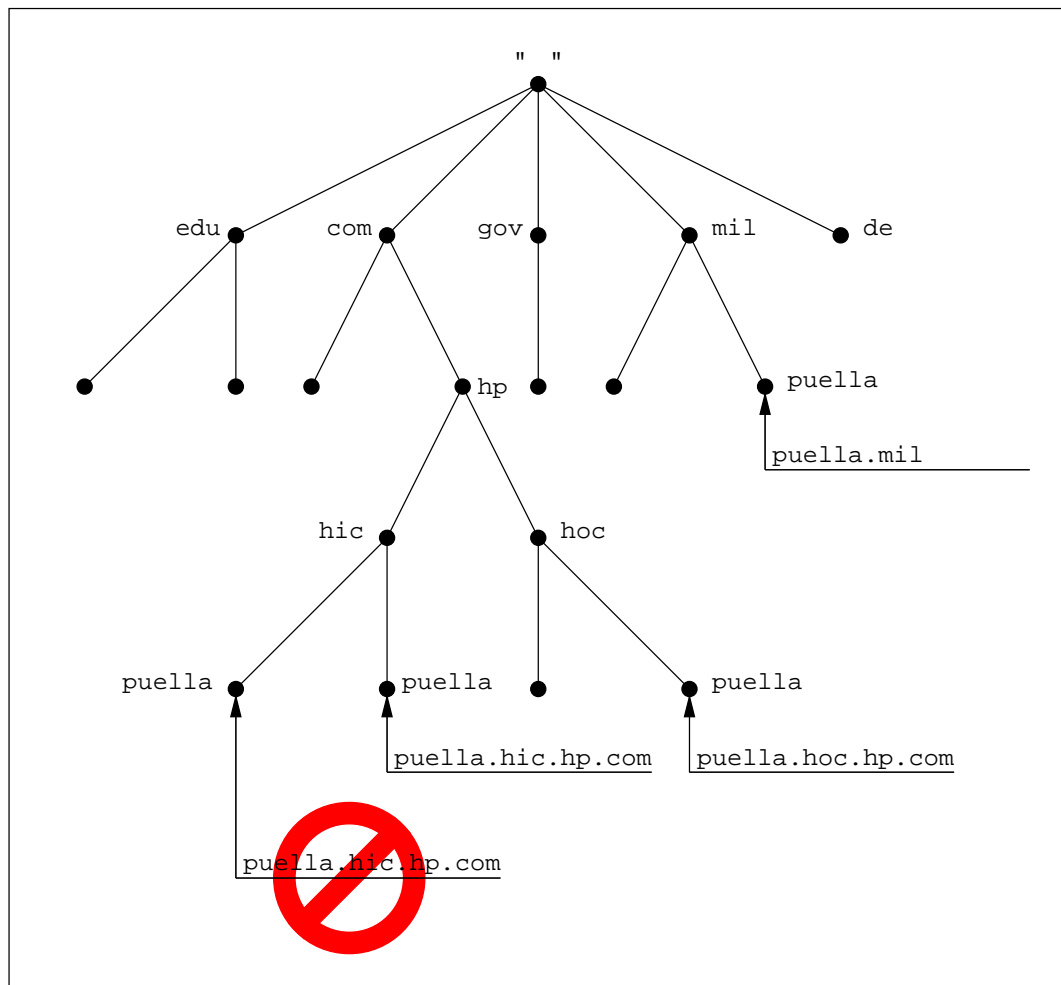 " "
edu com gov mil de
hp puella
puella.mil
hic hoc
puella puella puella
puella.hic.hp.com puella.hoc.hp.com
puella.hic.hp.com